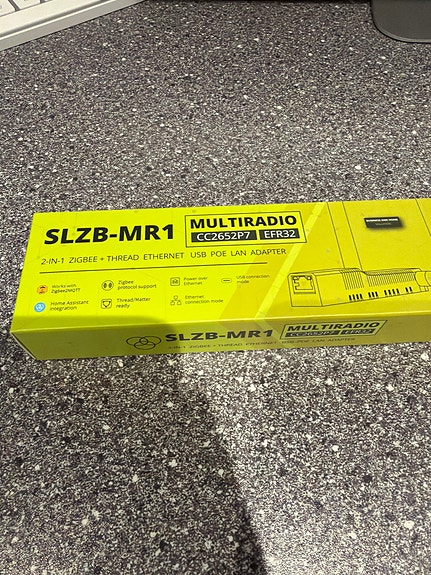 SLZB-MR1
MULTIRADIO
CC2652P7 EFR32
2-IN-1 ZIGBEE + THREAD ETHERNET USB POE LAN ADAPTER
Works with
Zigbee2MQTT
Zigbee
protocol support
Power over
Ethernet
USB connection
mode
Home Assistant
integration
Thread/Matter
ready
Ethernet
connection mode
SLZB-MR1
MULTIRADIO
CC2652P7 EFR32
2-IN-1 ZIGBEE + THREAD ETHERNET USB POE LAN ADAPTER